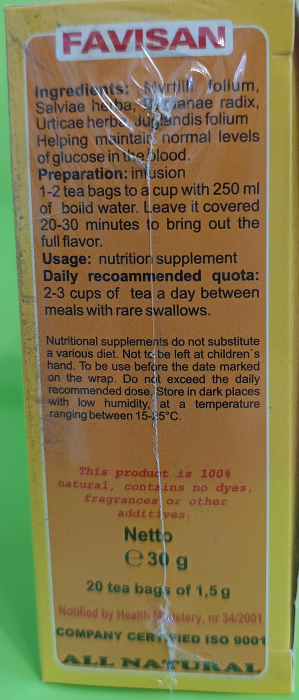 FAVISAN
Ingredients: Myrtilli folium,
Salviae herba, Bardanae radix,
Urticae herba, Juglandis folium
Helping maintain normal levels
of glucose in the blood.
Preparation: infusion
1-2 tea bags to a cup with 250 ml
of boild water. Leave it covered
20-30 minutes to bring out the
full flavor.
Usage: nutrition supplement
Daily recoammended quota:
2-3 cups of tea a day between
meals with rare swallows.
Nutritional supplements do not substitute
a various diet. Not to be left at children`s
hand. To be use before the date marked
on the wrap. Do not exceed the daily
recommended dose. Store in dark places
with low humidity, at a temperature
ranging between 15-25°C.
This product is 100%
natural, contains no dyes,
fragrances or other
additives.
Netto
℮ 30 g
20 tea bags of 1,5 g
Notified by Health Ministery, nr 34/2001
COMPANY CERTIFIED ISO 9001
ALL NATURAL